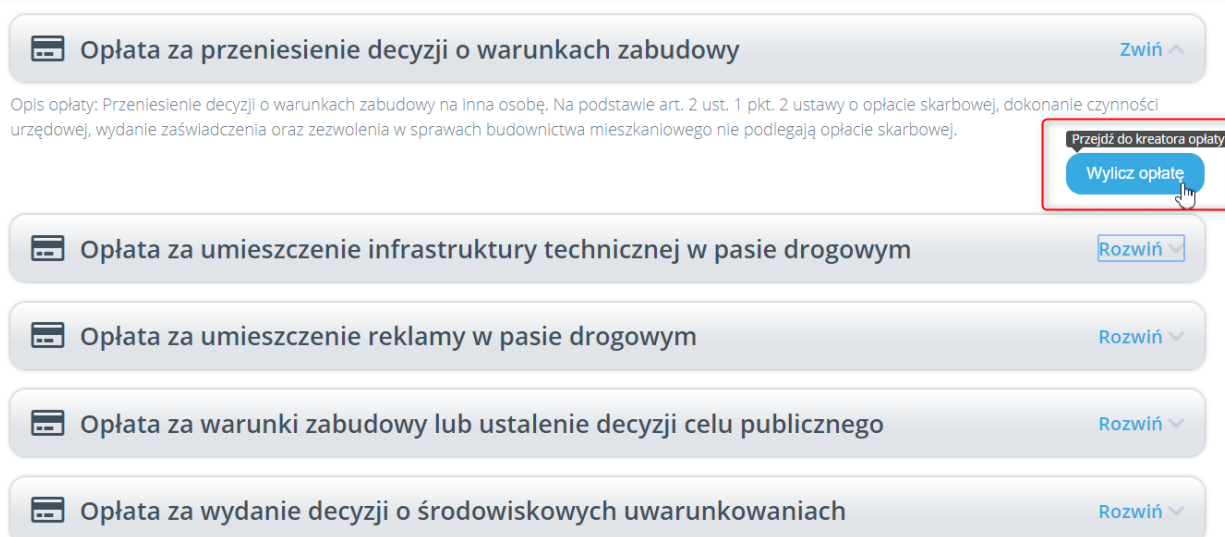 Opłata za przeniesienie decyzji o warunkach zabudowy
Zwiń
Opis opłaty: Przeniesienie decyzji o warunkach zabudowy na inna osobę. Na podstawie art. 2 ust. 1 pkt. 2 ustawy o opłacie skarbowej, dokonanie czynności
urzędowej, wydanie zaświadczenia oraz zezwolenia w sprawach budownictwa mieszkaniowego nie podlegają opłacie skarbowej.
Przejdź do kreatora opłaty
Wylicz opłatę
Opłata za umieszczenie infrastruktury technicznej w pasie drogowym
Rozwiń
Opłata za umieszczenie reklamy w pasie drogowym
Rozwiń
Opłata za warunki zabudowy lub ustalenie decyzji celu publicznego
Rozwiń
Opłata za wydanie decyzji o środowiskowych uwarunkowaniach
Rozwiń